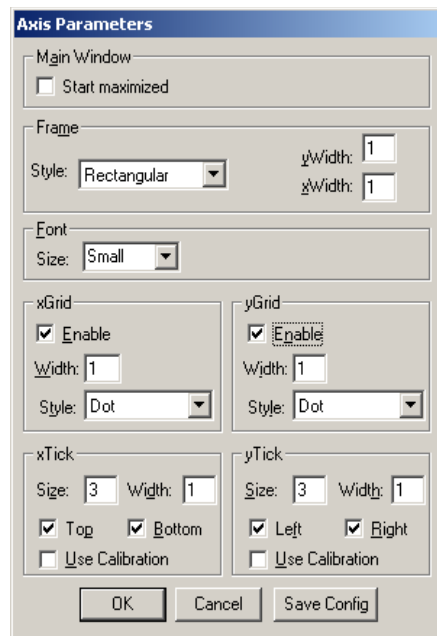 Axis Parameters
Main Window
Start maximized
Frame
Style: Rectangular
yWidth: 1
xWidth: 1
Font
Size: Small
xGrid
Enable
Width: 1
Style: Dot
yGrid
Enable
Width: 1
Style: Dot
xTick
Size: 3 Width: 1
Top Bottom
Use Calibration
yTick
Size: 3 Width: 1
Left Right
Use Calibration
OK Cancel Save Config